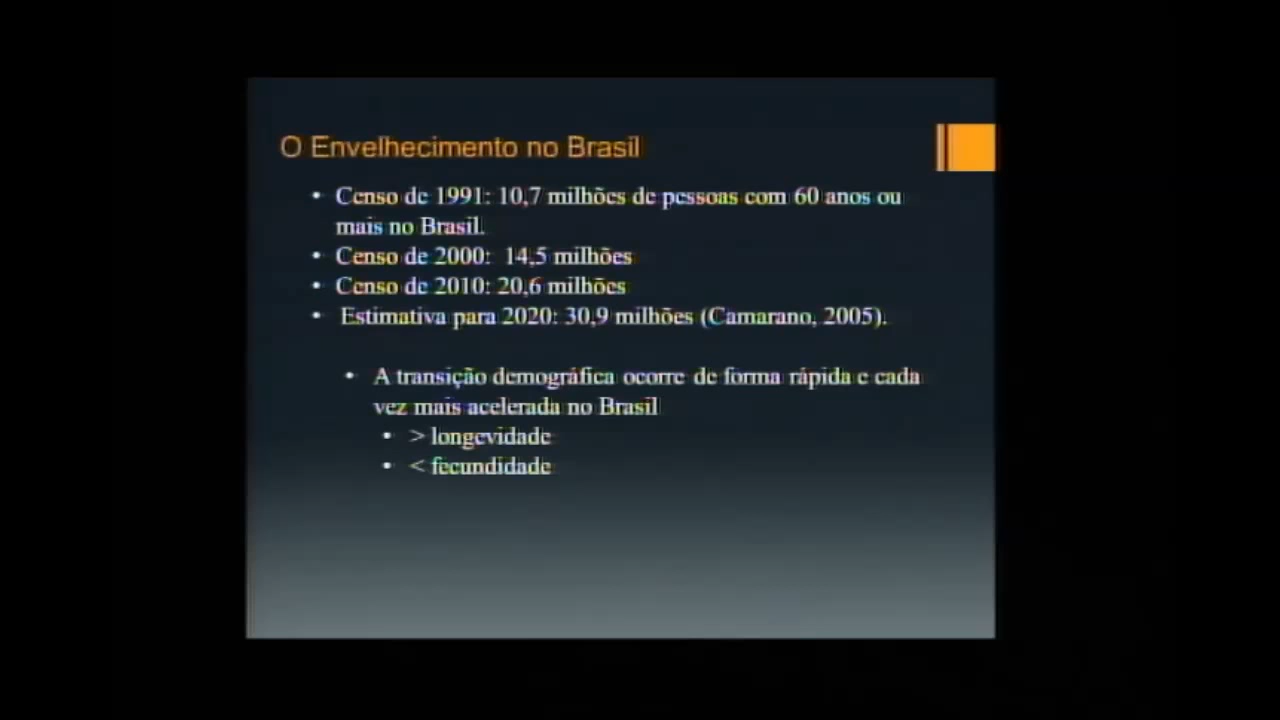 O Envelhecimento no Brasil
• Censo de 1991: 10,7 milhões de pessoas com 60 anos ou
mais no Brasil.
• Censo de 2000: 14,5 milhões
• Censo de 2010: 20,6 milhões
• Estimativa para 2020: 30,9 milhões (Camarano, 2005).
• A transição demográfica ocorre de forma rápida e cada
vez mais acelerada no Brasil
• > longevidade
• < fecundidade